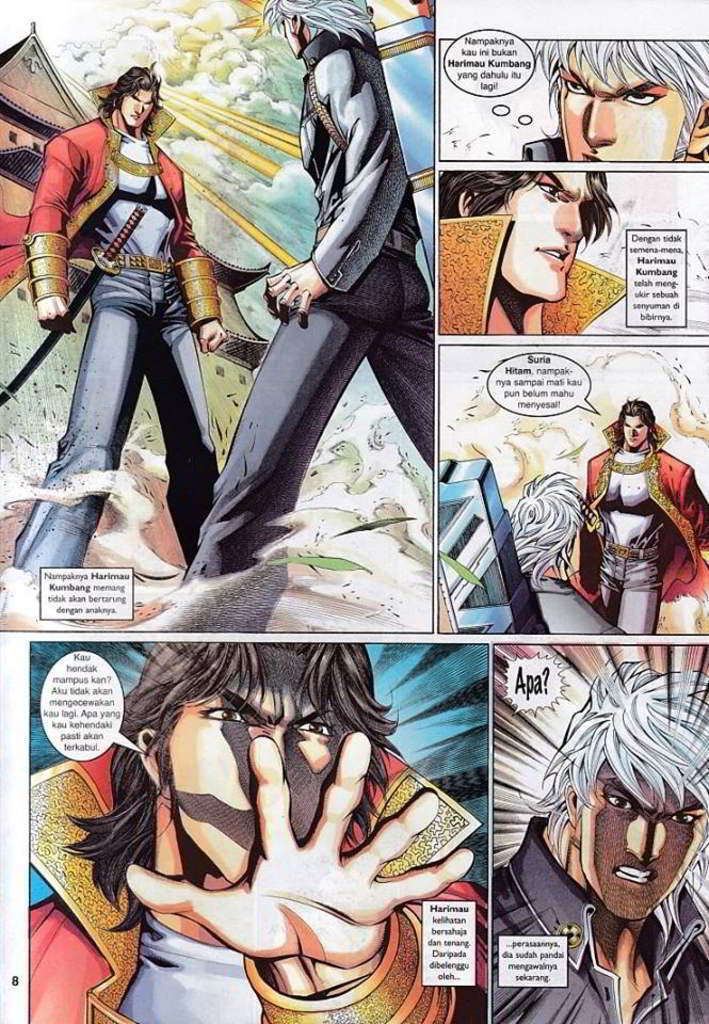 Nampaknya Harimau
Kumbang memang
tidak akan bertarung
dengan anaknya.
Nampaknya
kau ini bukan
Harimau Kumbang
yang dahulu itu
lagi!
Dengan tidak
semena-mena,
Harimau
Kumbang
telah meng-
ukir sebuah
senyuman di
bibirnya.
Suria
Hitam, nampak-
nya sampai mati kau
pun belum mahu
menyesal!
Kau
hendak
mampus kan?
Aku tidak akan
mengecewakan
kau lagi. Apa yang
kau kehendaki
pasti akan
terkabul.
Harimau
kelihatan
bersahaja
dan tenang.
Daripada
dibelenggu
oleh...
Apa?
...perasaannya,
dia sudah pandai
mengawalnya
sekarang.
8